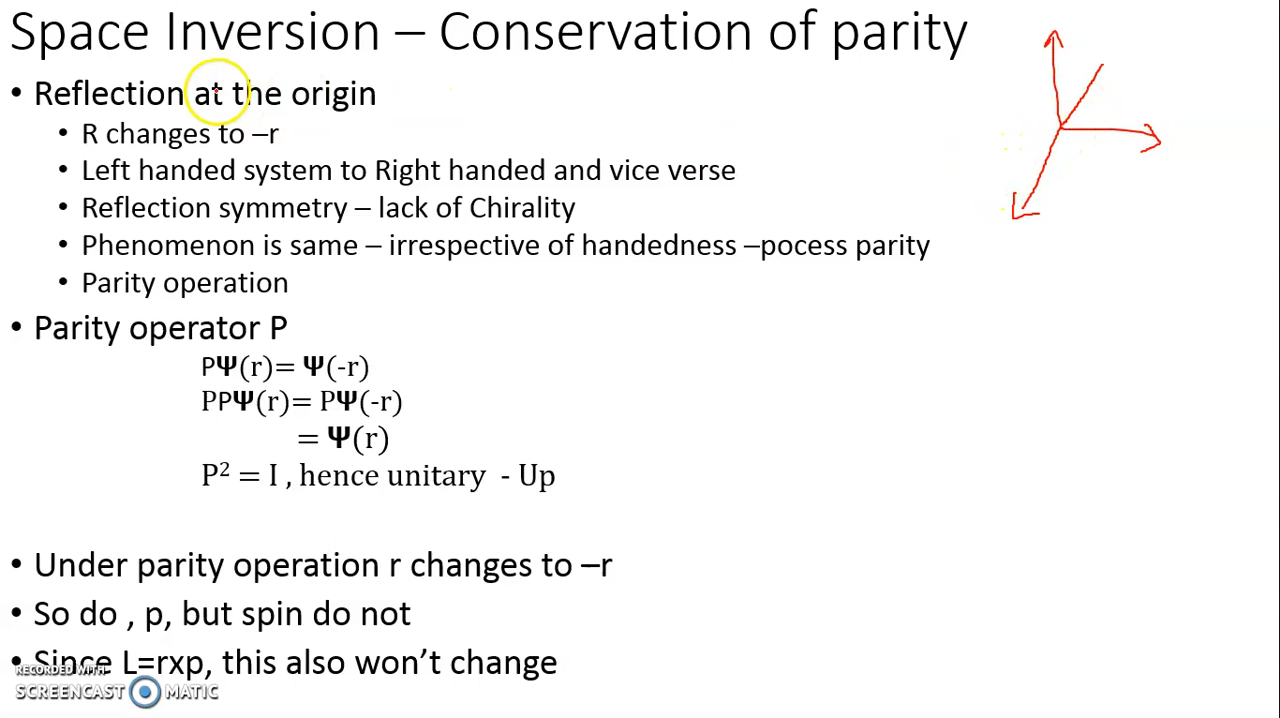 Space Inversion – Conservation of parity
• Reflection at the origin
• R changes to –r
• Left handed system to Right handed and vice verse
• Reflection symmetry – lack of Chirality
• Phenomenon is same – irrespective of handedness –pocess parity
• Parity operation
• Parity operator P
PΨ(r)= Ψ(-r)
PPΨ(r)= PΨ(-r)
= Ψ(r)
P² = I , hence unitary - Up
• Under parity operation r changes to –r
• So do , p, but spin do not
• Since L=rxp, this also won’t change
RECORDED WITH
SCREENCAST MATIC